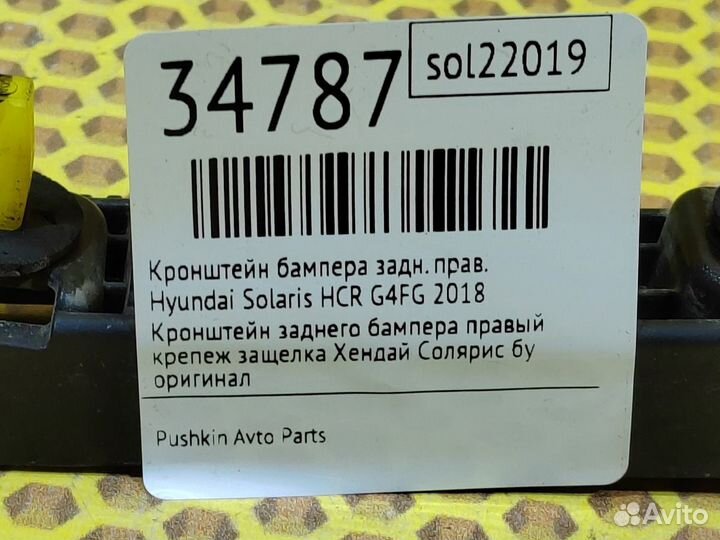 34787
sol22019
Кронштейн бампера задн. прав.
Hyundai Solaris HCR G4FG 2018
Кронштейн заднего бампера правый
крепеж защелка Хендай Солярис бу
оригинал
Pushkin Avto Parts
Avito